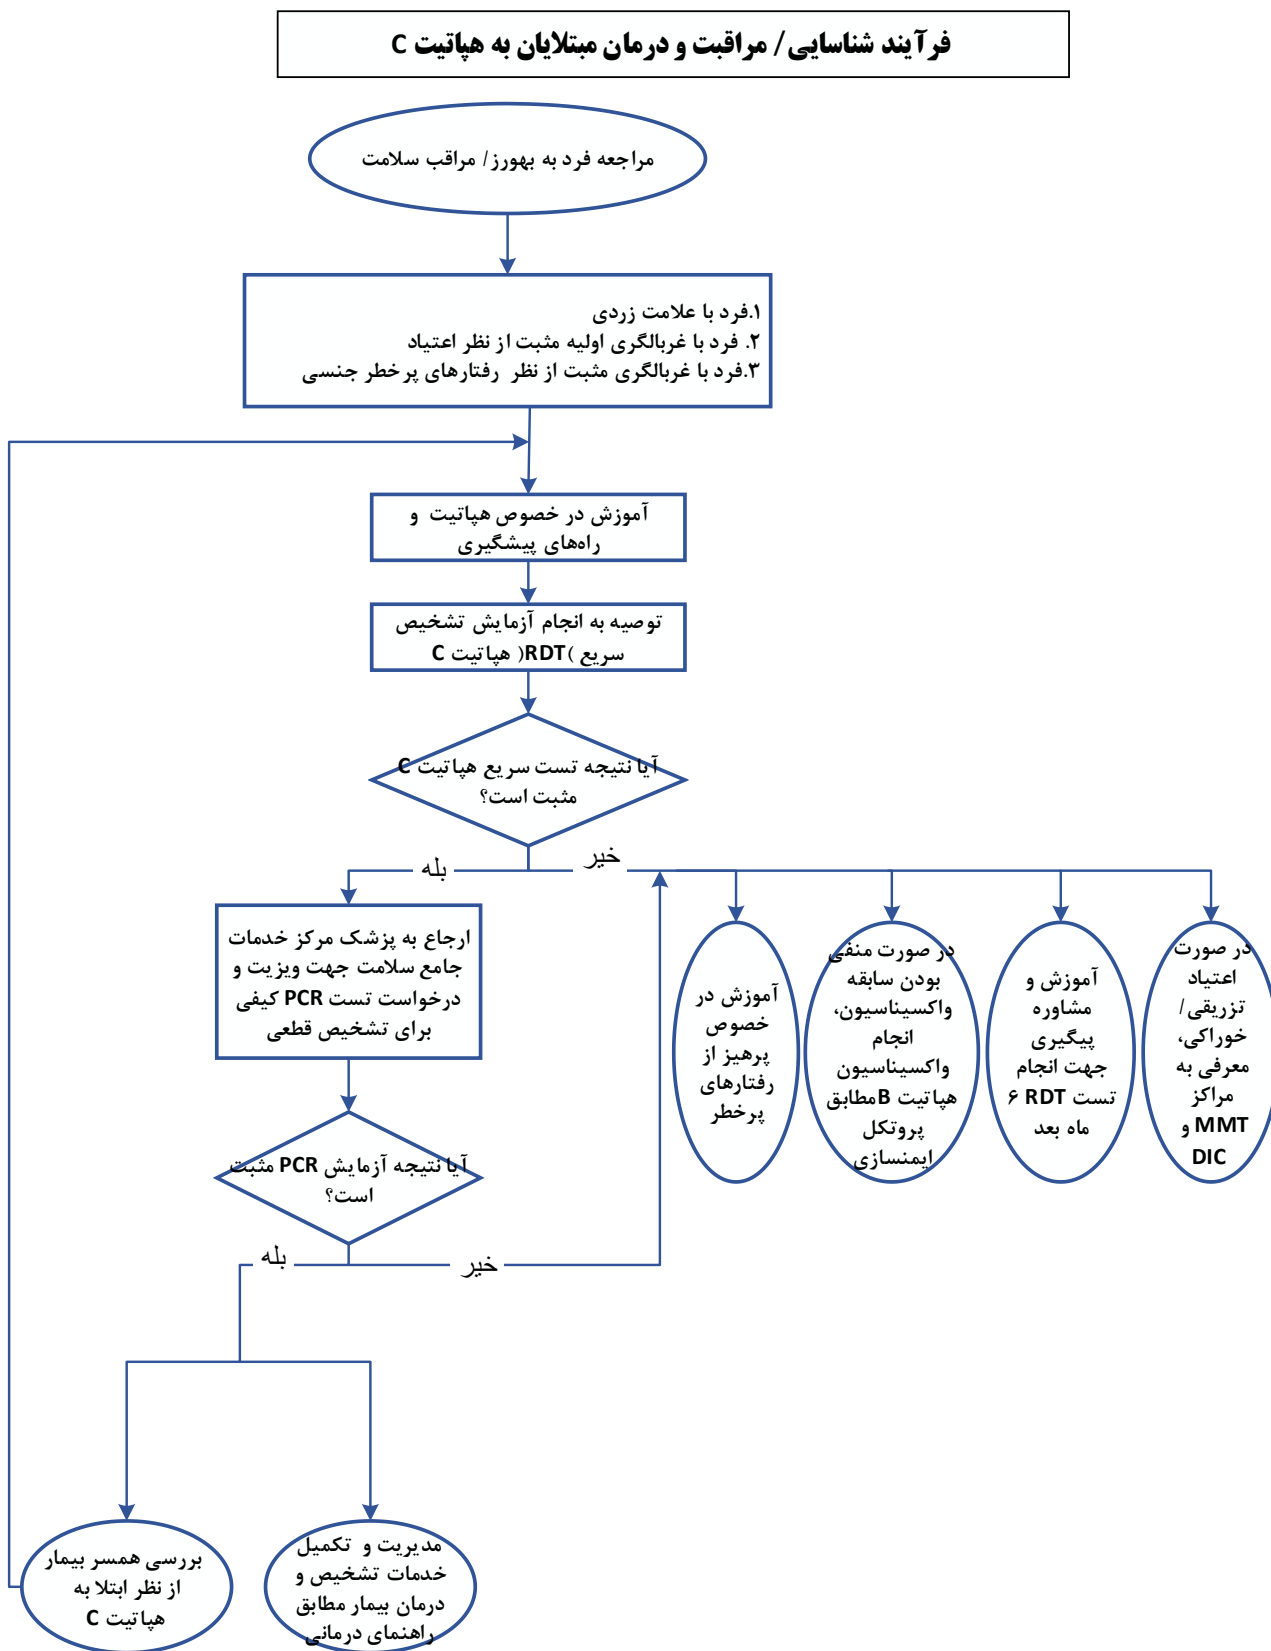 فرآیند شناسایی/ مراقبت و درمان مبتلایان به هپاتیت C
مراجعه فرد به بهورز/ مراقب سلامت
۱.فرد با علامت زردی
۲. فرد با غربالگری اولیه مثبت از نظر اعتیاد
۳.فرد با غربالگری مثبت از نظر رفتارهای پرخطر جنسی
آموزش در خصوص هپاتیت و
راه‌های پیشگیری
توصیه به انجام آزمایش تشخیص
سریع )RDT( هپاتیت C
آیا نتیجه تست سریع هپاتیت C
مثبت است؟
بله
خیر
ارجاع به پزشک مرکز خدمات
جامع سلامت جهت ویزیت و
درخواست تست PCR کیفی
برای تشخیص قطعی
آموزش در
خصوص
پرهیز از
رفتارهای
پرخطر
در صورت منفی
بودن سابقه
واکسیناسیون،
انجام
واکسیناسیون
هپاتیت Bمطابق
پروتکل
ایمنسازی
آموزش و
مشاوره
پیگیری
جهت انجام
تست RDT ۶
ماه بعد
در صورت
اعتیاد
تزریقی/
خوراکی،
معرفی به
مراکز
MMT و
DIC
آیا نتیجه آزمایش PCR مثبت
است؟
بله
خیر
بررسی همسر بیمار
از نظر ابتلا به
هپاتیت C
مدیریت و تکمیل
خدمات تشخیص و
درمان بیمار مطابق
راهنمای درمانی